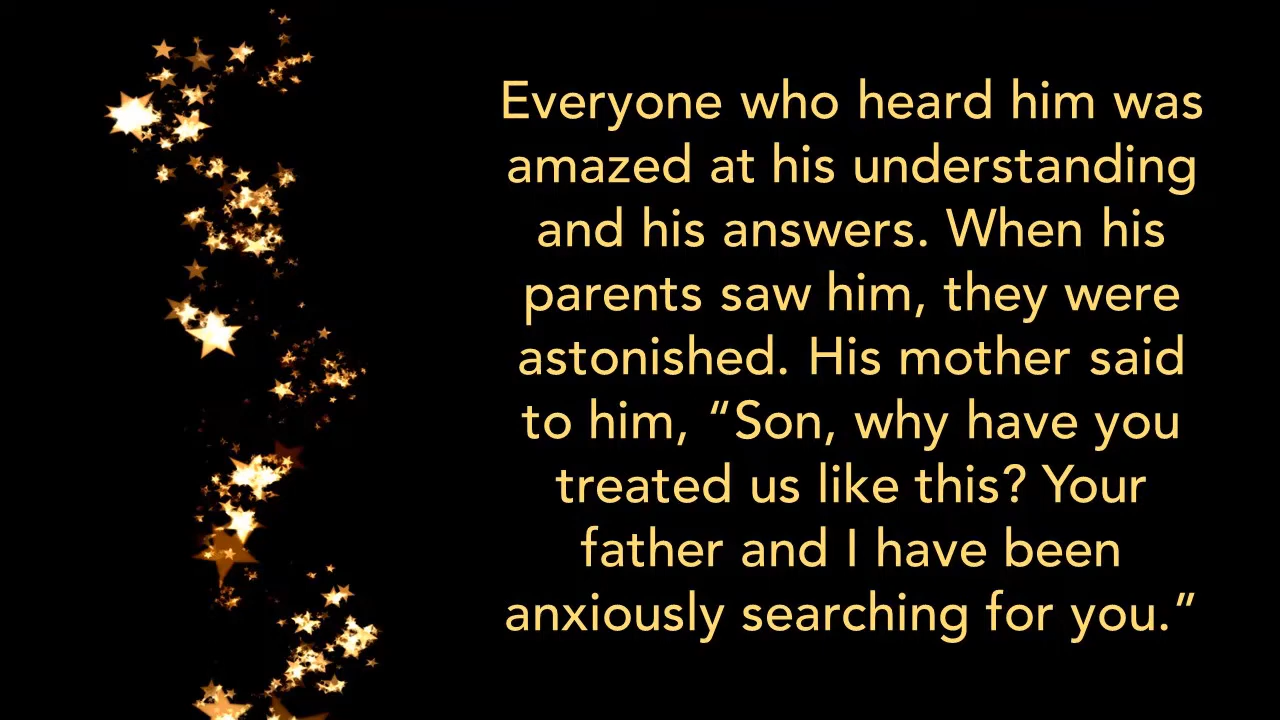 Everyone who heard him was
amazed at his understanding
and his answers. When his
parents saw him, they were
astonished. His mother said
to him, “Son, why have you
treated us like this? Your
father and I have been
anxiously searching for you.”